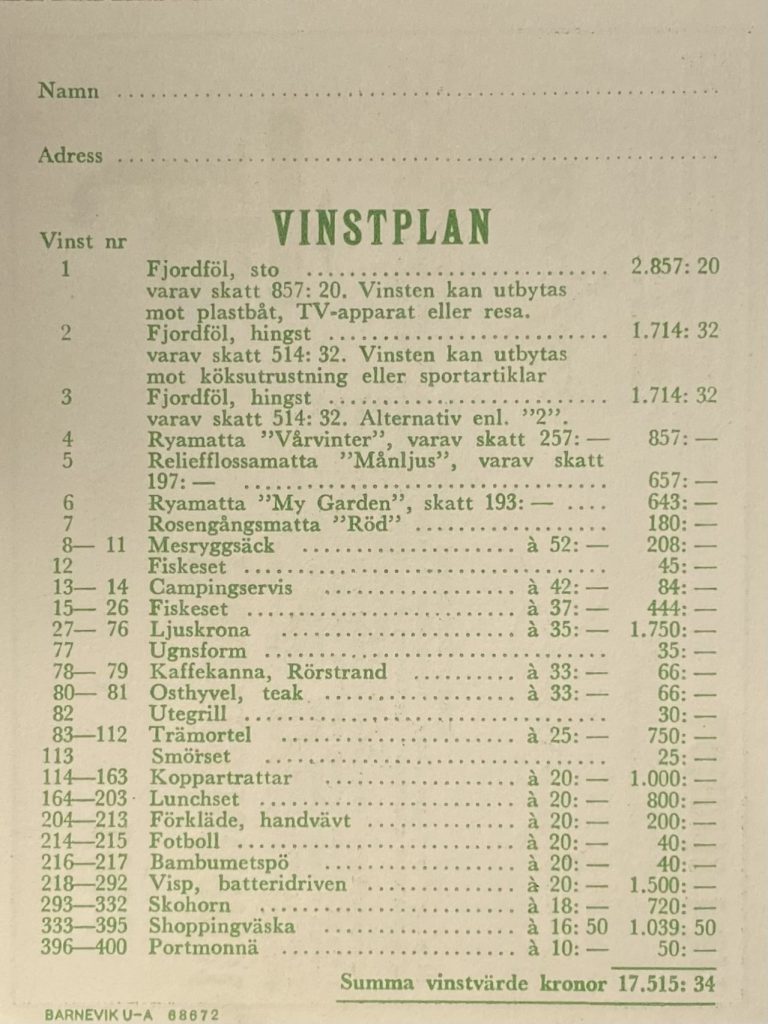 Namn ........................................................
Adress ......................................................
VINSTPLAN
Vinst nr
1 Fjordföl, sto ............................ 2.857: 20
varav skatt 857: 20. Vinsten kan utbytas
mot plastbåt, TV-apparat eller resa.
2 Fjordföl, hingst .......................... 1.714: 32
varav skatt 514: 32. Vinsten kan utbytas
mot köksutrustning eller sportartiklar
3 Fjordföl, hingst .......................... 1.714: 32
varav skatt 514: 32. Alternativ enl. ”2”.
4 Ryamatta ”Vårvinter”, varav skatt 257: — 857: —
5 Reliefflossamatta ”Månljus”, varav skatt
197: — .................................. 657: —
6 Ryamatta ”My Garden”, skatt 193: — .... 643: —
7 Rosengångsmatta ”Röd” .................. 180: —
8— 11 Mesryggsäck .................... à 52: — 208: —
12 Fiskeset .................................. 45: —
13— 14 Campingservis .................. à 42: — 84: —
15— 26 Fiskeset ......................... à 37: — 444: —
27— 76 Ljuskrona ...................... à 35: — 1.750: —
77 Ugnsform ................................ 35: —
78— 79 Kaffekanna, Rörstrand .......... à 33: — 66: —
80— 81 Osthyvel, teak .................. à 33: — 66: —
82 Utegrill .................................. 30: —
83—112 Trämortel ...................... à 25: — 750: —
113 Smörset ................................ 25: —
114—163 Koppartrattar .................. à 20: — 1.000: —
164—203 Lunchset ........................ à 20: — 800: —
204—213 Förkläde, handvävt .............. à 20: — 200: —
214—215 Fotboll .......................... à 20: — 40: —
216—217 Bambumetspö .................. à 20: — 40: —
218—292 Visp, batteridriven .............. à 20: — 1.500: —
293—332 Skohorn ........................ à 18: — 720: —
333—395 Shoppingväska .................. à 16: 50 1.039: 50
396—400 Portmonnä ...................... à 10: — 50: —
Summa vinstvärde kronor 17.515: 34
BARNEVIK U-A 68672